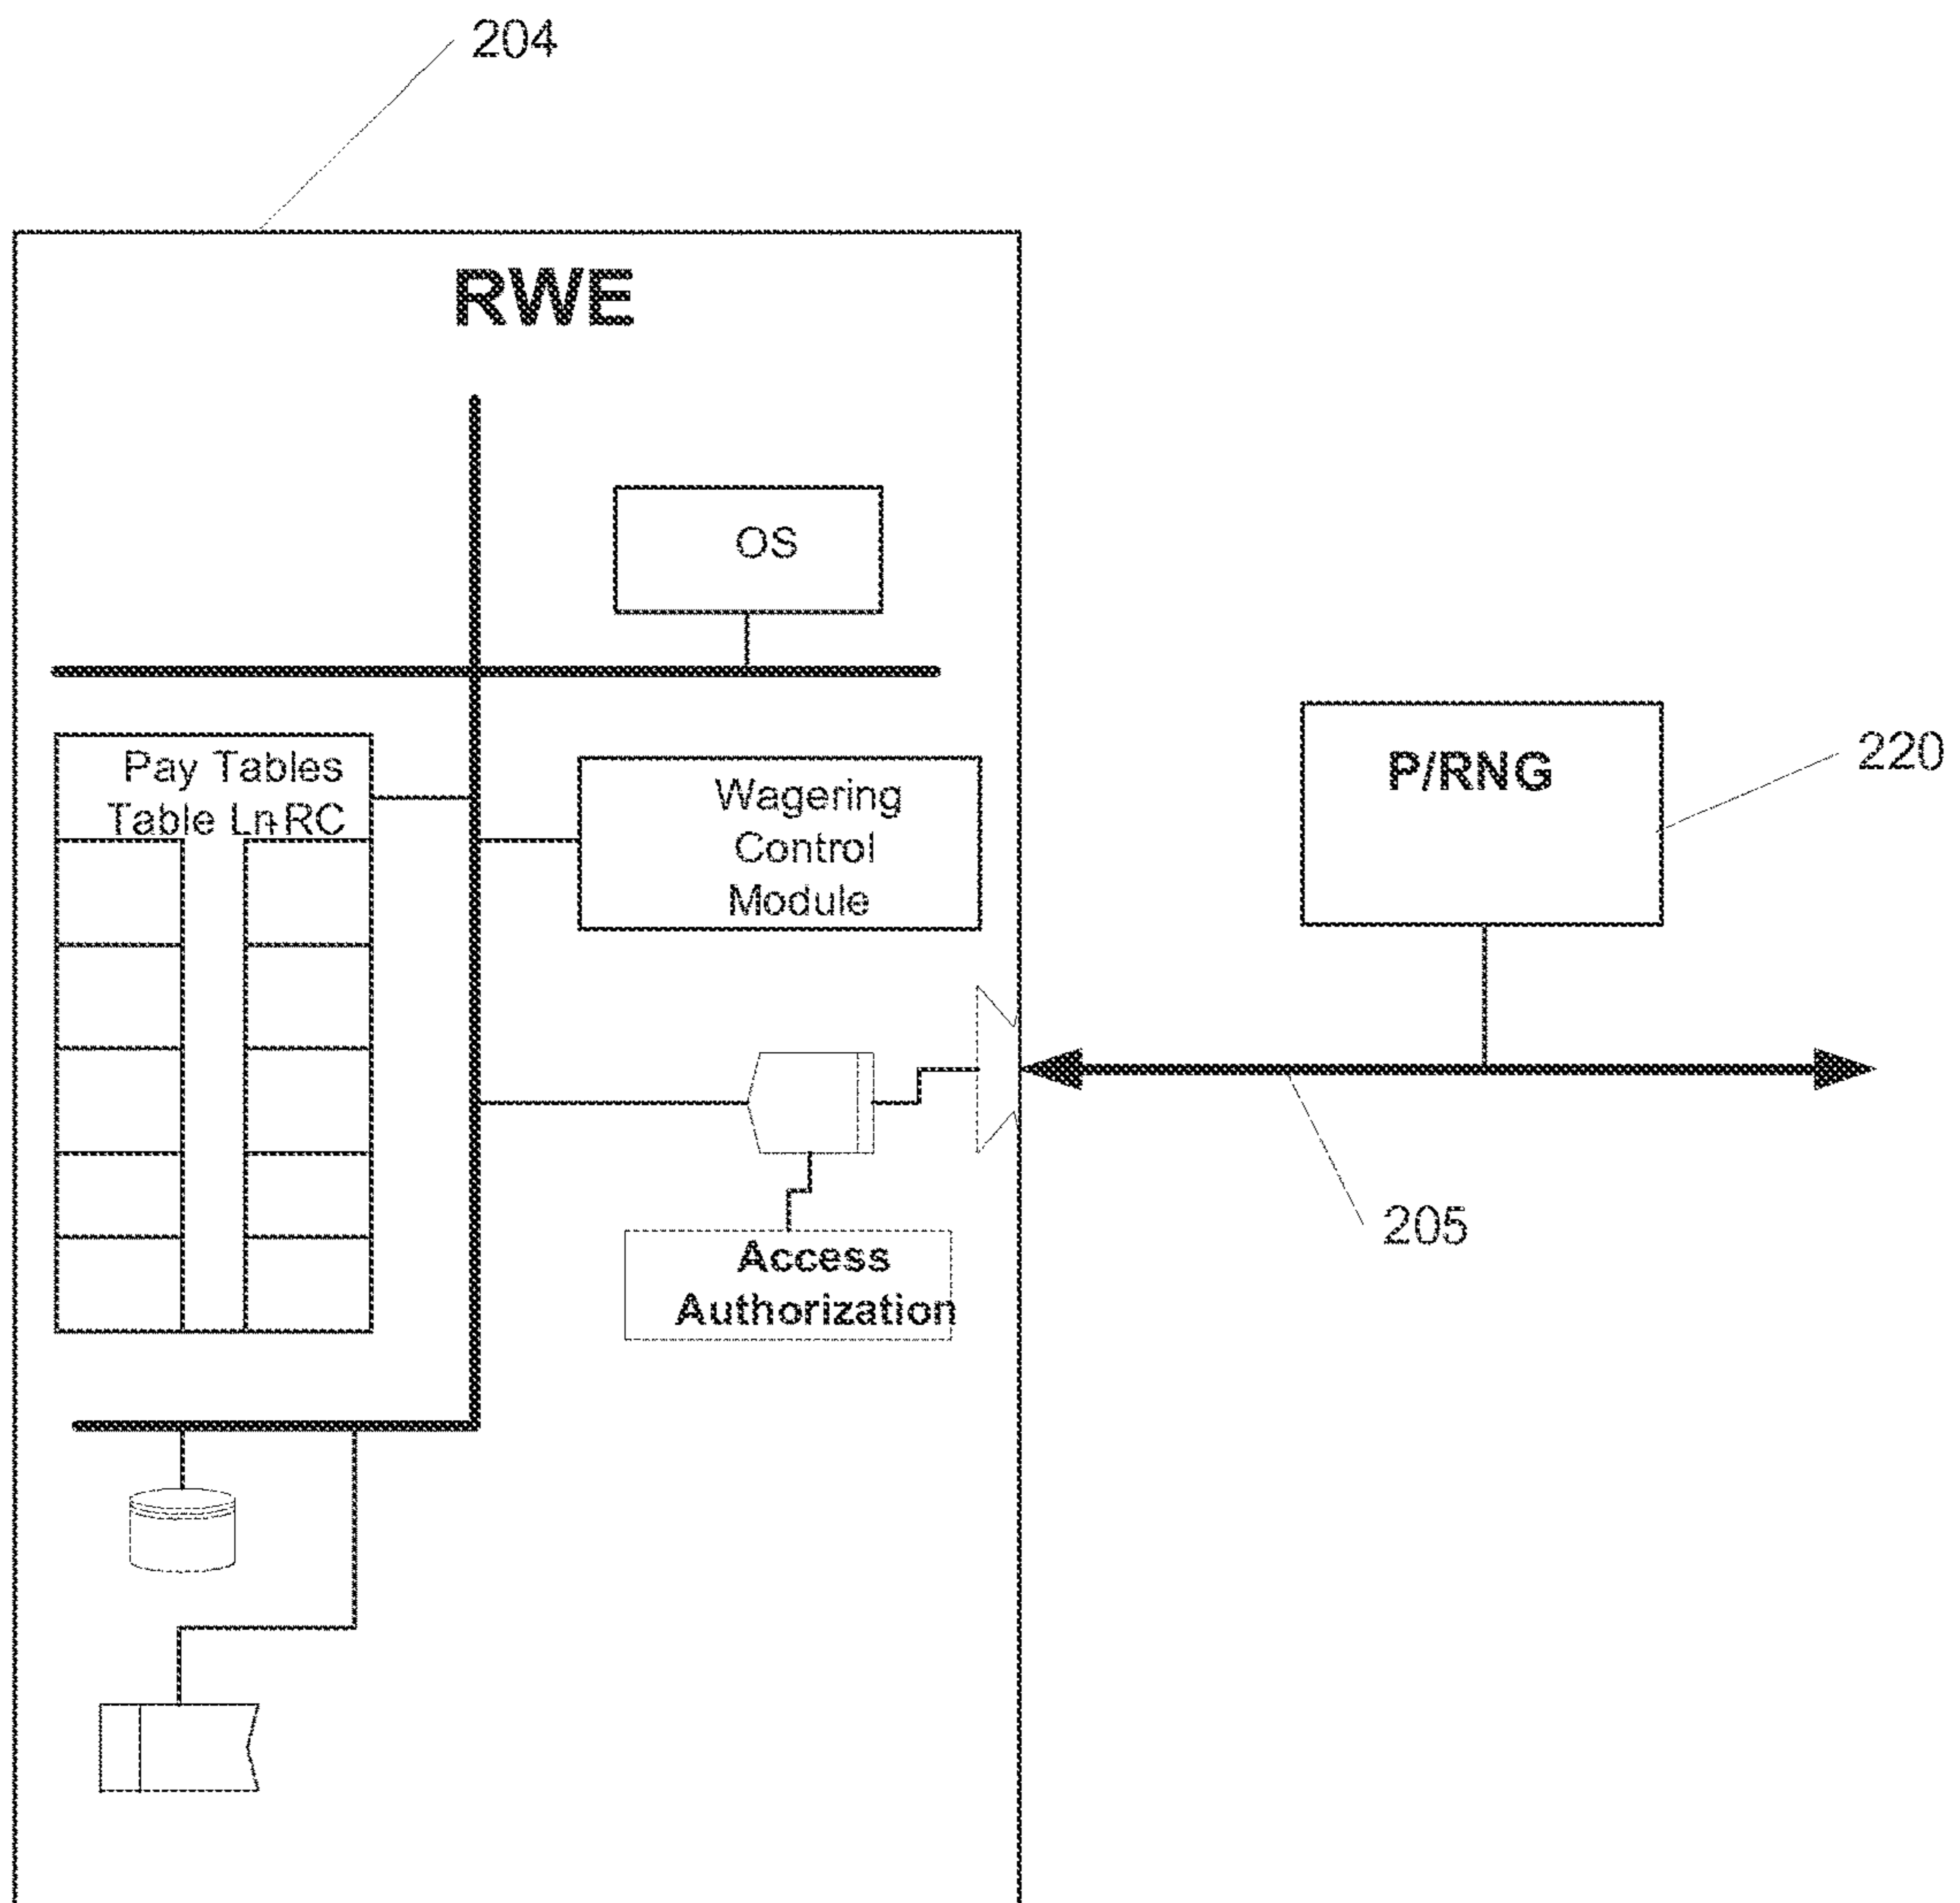 204
RWE
OS
Pay Tables
Table Ln-RC
Wagering
Control
Module
P/RNG
220
205
Access
Authorization